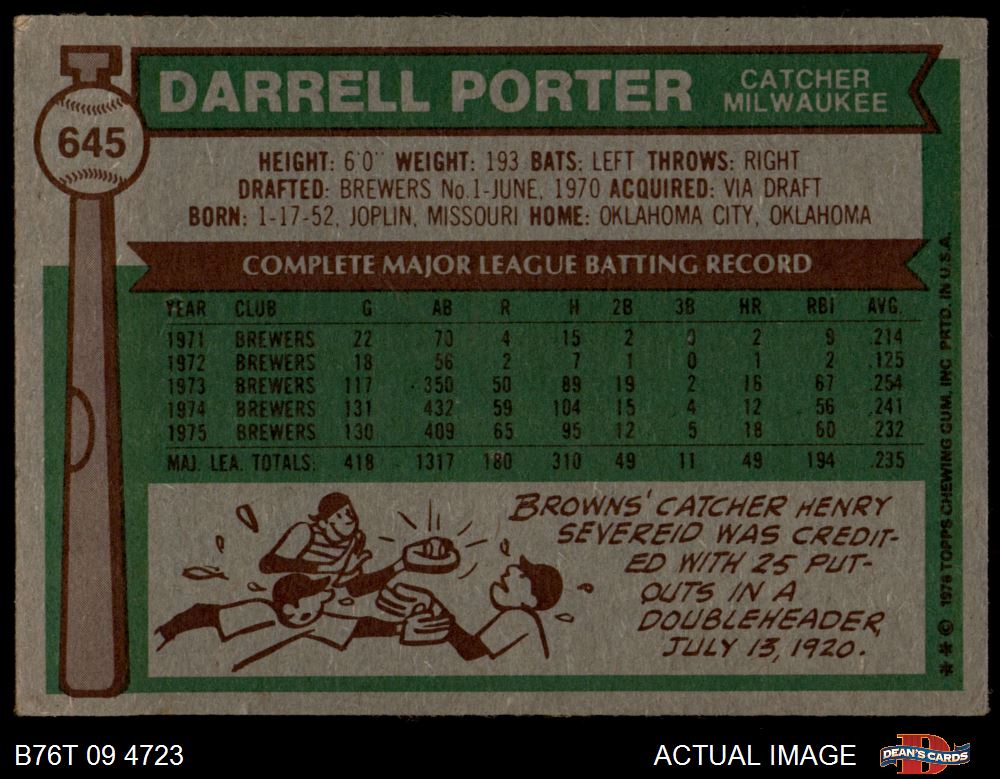 645
DARRELL PORTER
CATCHER
MILWAUKEE
HEIGHT: 6'0" WEIGHT: 193 BATS: LEFT THROWS: RIGHT
DRAFTED: BREWERS No.1-JUNE, 1970 ACQUIRED: VIA DRAFT
BORN: 1-17-52, JOPLIN, MISSOURI HOME: OKLAHOMA CITY, OKLAHOMA
COMPLETE MAJOR LEAGUE BATTING RECORD
YEAR CLUB G AB R H 2B 3B HR RBI AVG.
1971 BREWERS 22 70 4 15 2 0 2 9 .214
1972 BREWERS 18 56 2 7 1 0 1 2 .125
1973 BREWERS 117 350 50 89 19 2 16 67 .254
1974 BREWERS 131 432 59 104 15 4 12 56 .241
1975 BREWERS 130 409 65 95 12 5 18 60 .232
MAJ. LEA. TOTALS: 418 1317 180 310 49 11 49 194 .235
BROWNS' CATCHER HENRY
SEVEREID WAS CREDIT-
ED WITH 25 PUT-
OUTS IN A
DOUBLEHEADER,
JULY 13, 1920.
** © 1976 TOPPS CHEWING GUM, INC. PRTD. IN U.S.A.
B76T 09 4723
ACTUAL IMAGE
DEAN'S CARDS